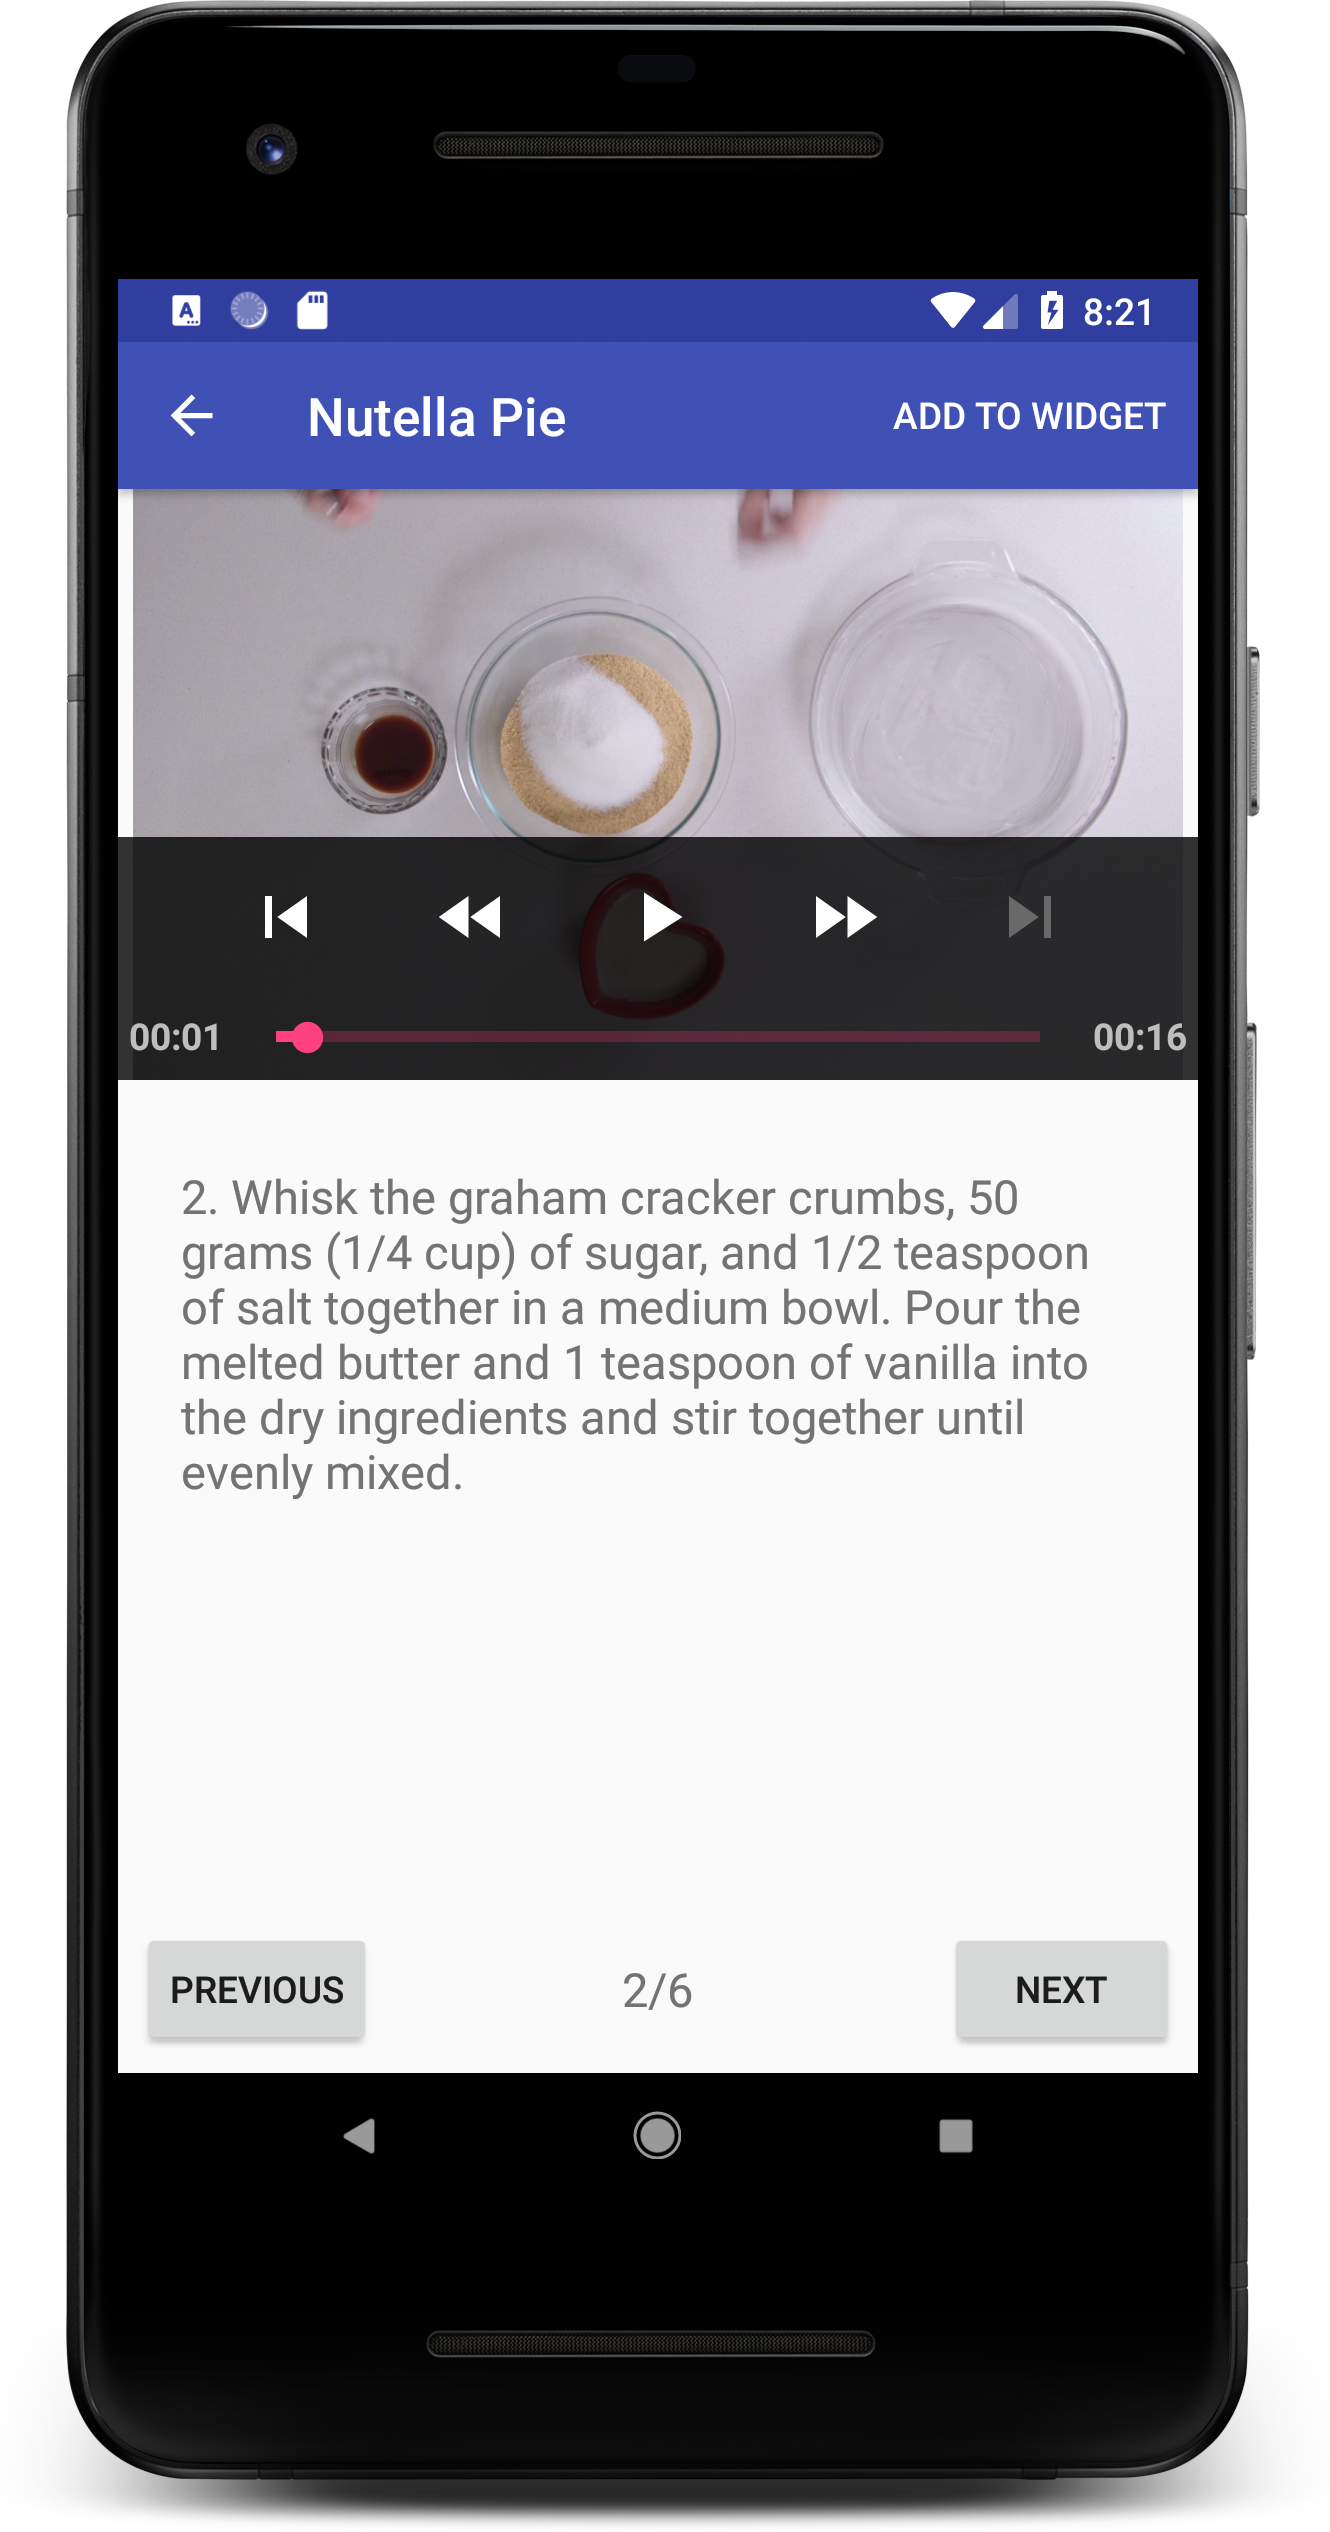 8:21
Nutella Pie
ADD TO WIDGET
00:01
00:16
2. Whisk the graham cracker crumbs, 50
grams (1/4 cup) of sugar, and 1/2 teaspoon
of salt together in a medium bowl. Pour the
melted butter and 1 teaspoon of vanilla into
the dry ingredients and stir together until
evenly mixed.
PREVIOUS
2/6
NEXT